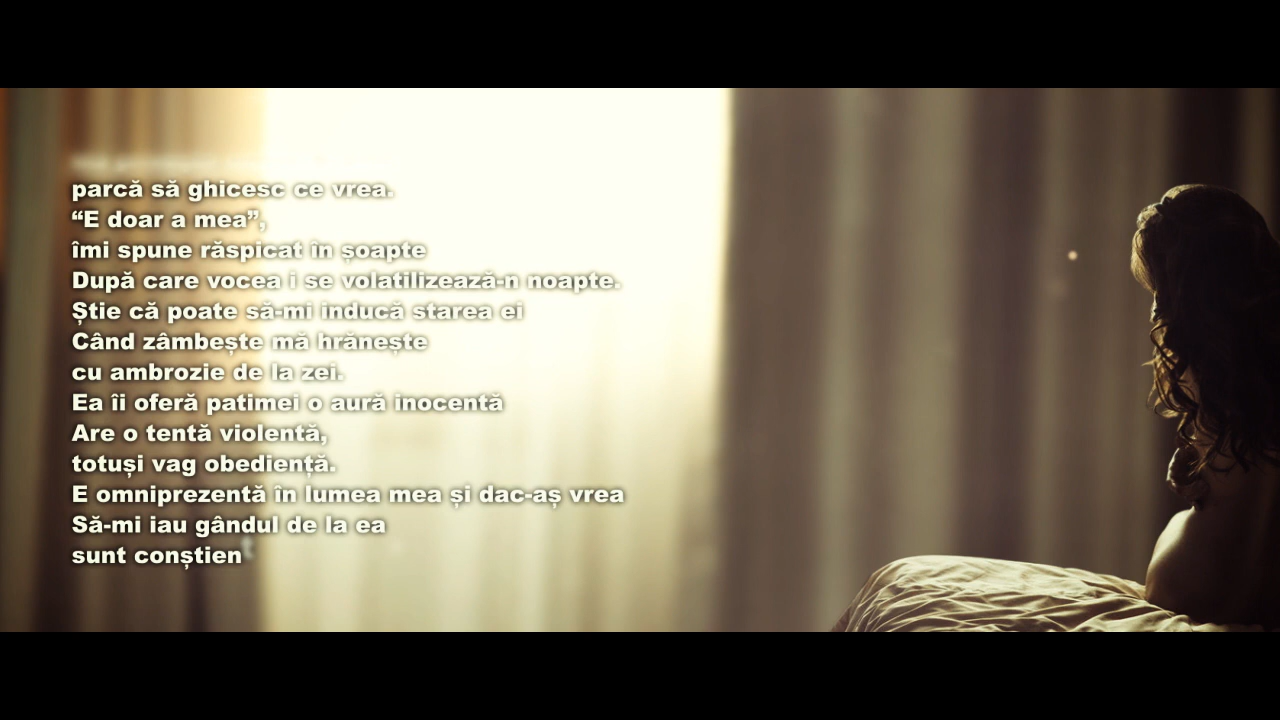 parcă să ghicesc ce vrea.
“E doar a mea”,
îmi spune răspicat în șoapte
După care vocea i se volatilizează-n noapte.
Știe că poate să-mi inducă starea ei
Când zâmbește mă hrănește
cu ambrozie de la zei.
Ea îi oferă patimei o aură inocentă
Are o tentă violentă,
totuși vag obediență.
E omniprezentă în lumea mea și dac-aș vrea
Să-mi iau gândul de la ea
sunt conștient